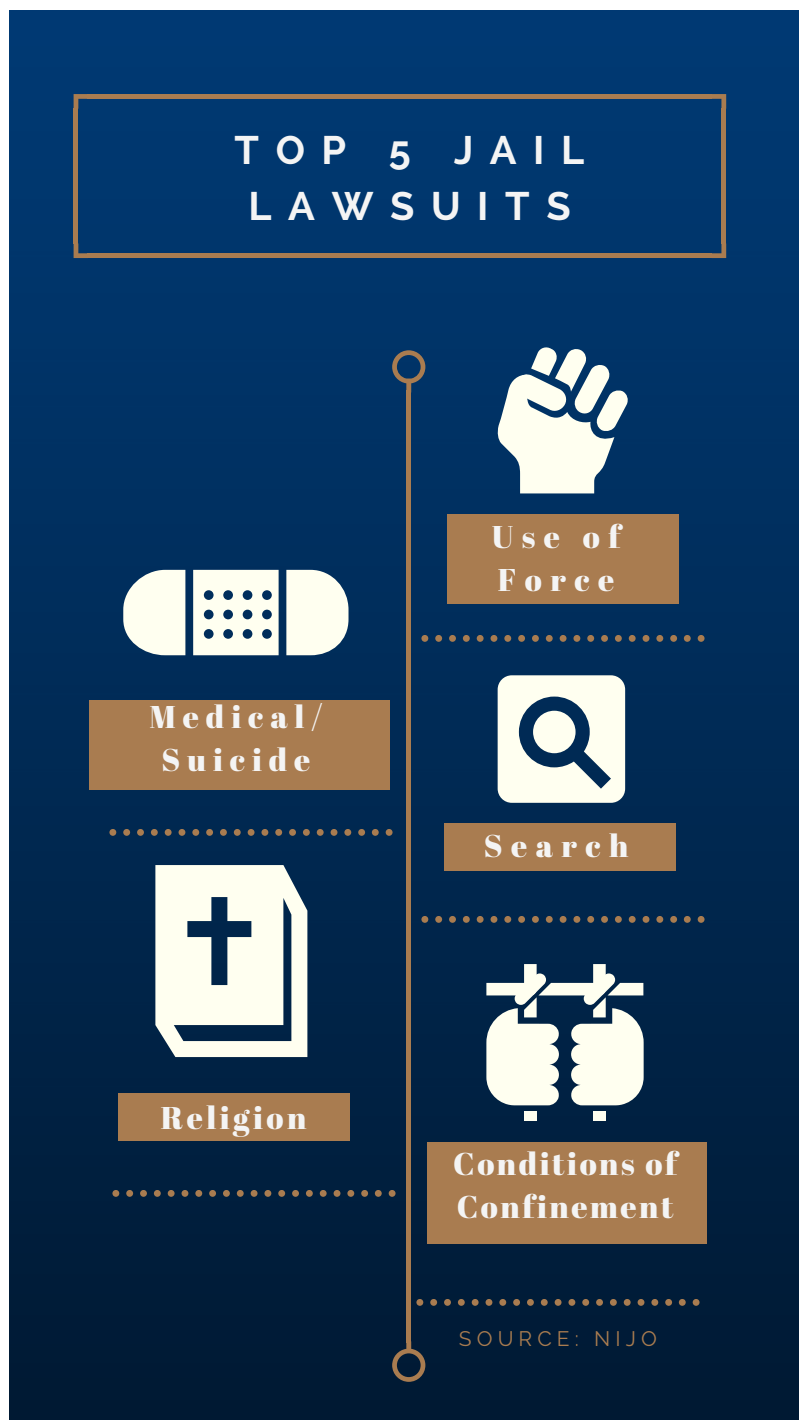 TOP 5 JAIL
LAWSUITS
Use of
Force
Medical/
Suicide
Search
Religion
Conditions of
Confinement
SOURCE: NIJO